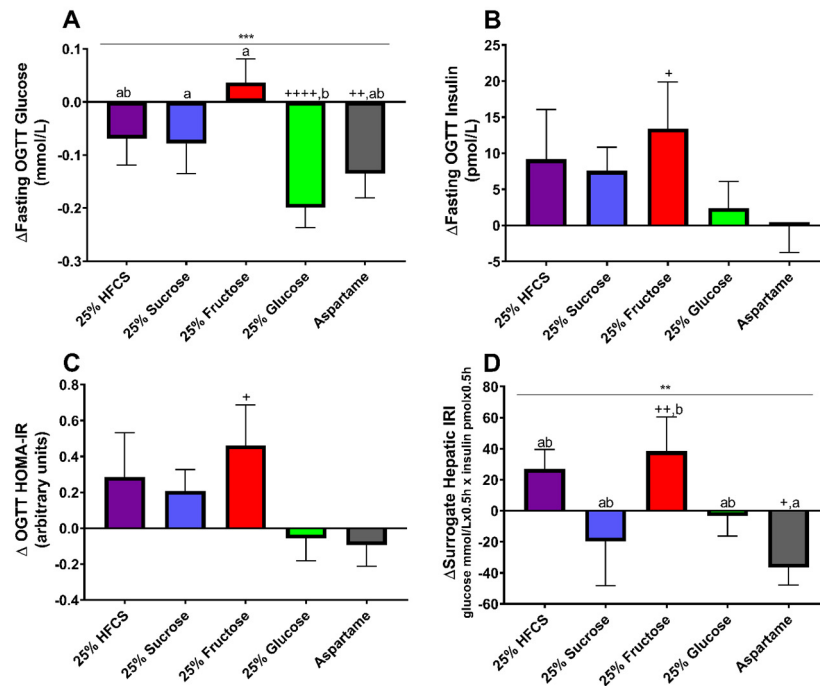 A
ΔFasting OGTT Glucose
(mmol/L)
***
0.1
0.0
-0.1
-0.2
-0.3
ab
a
a
++++,b
++,ab
25% HFCS
25% Sucrose
25% Fructose
25% Glucose
Aspartame
B
ΔFasting OGTT Insulin
(pmol/L)
25
20
15
10
5
0
-5
+
25% HFCS
25% Sucrose
25% Fructose
25% Glucose
Aspartame
C
Δ OGTT HOMA-IR
(arbitrary units)
0.8
0.6
0.4
0.2
0.0
-0.2
-0.4
+
25% HFCS
25% Sucrose
25% Fructose
25% Glucose
Aspartame
D
ΔSurrogate Hepatic IRI
glucose mmol/Lx0.5h x insulin pmolx0.5h
**
80
60
40
20
0
-20
-40
-60
ab
ab
++,b
ab
+,a
25% HFCS
25% Sucrose
25% Fructose
25% Glucose
Aspartame